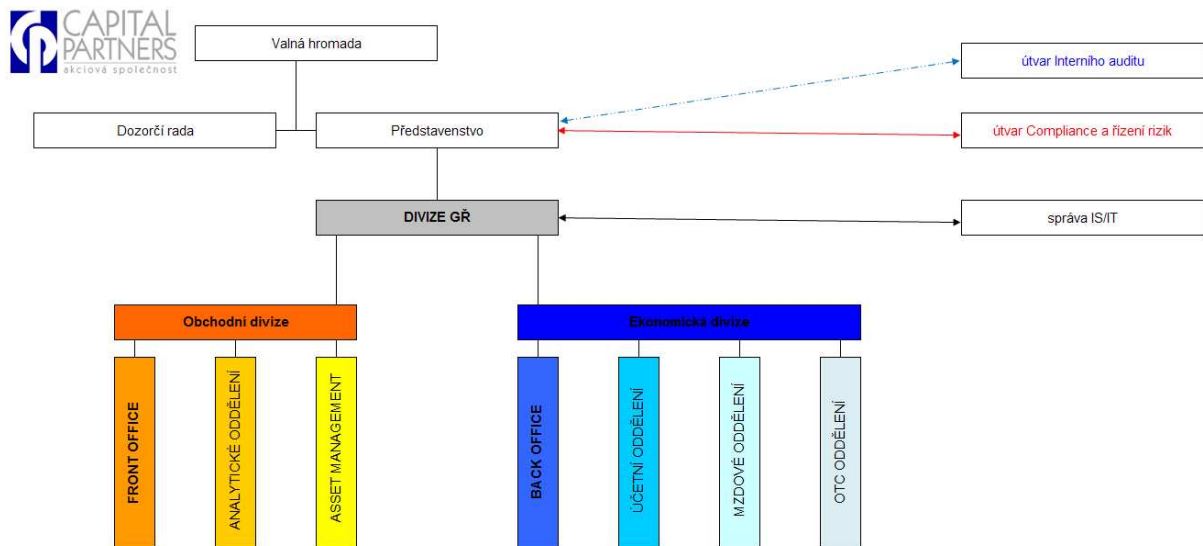 CAPITAL
PARTNERS
akciová společnost
Valná hromada
útvar Interního auditu
Dozorčí rada
Představenstvo
útvar Compliance a řízení rizik
DIVIZE GŘ
správa IS/IT
Obchodní divize
Ekonomická divize
FRONT OFFICE
ANALYTICKÉ ODDĚLENÍ
ASSET MANAGEMENT
BACK OFFICE
ÚČETNÍ ODDĚLENÍ
MZDOVÉ ODDĚLENÍ
OTC ODDĚLENÍ